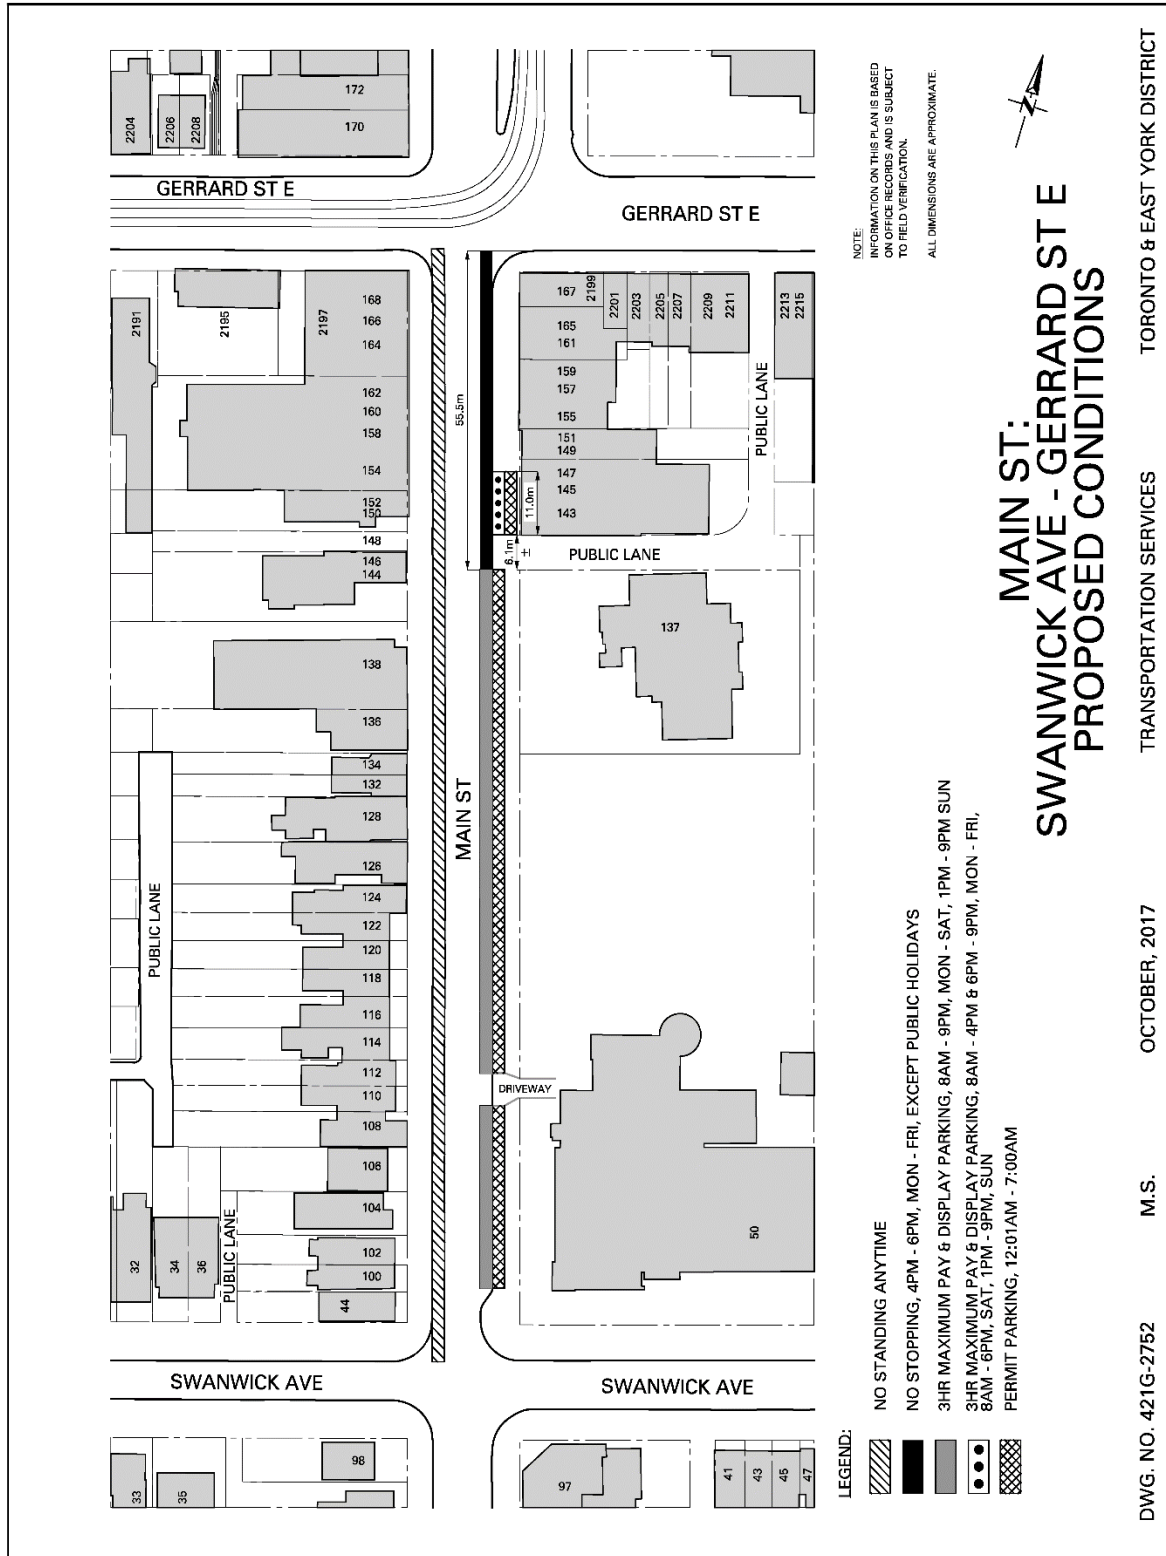 2204
2206
2208
172
170
GERRARD ST E
GERRARD ST E
2191
2195
2197
168
166
164
162
160
158
154
152
150
148
146
144
138
136
134
132
128
126
124
122
120
118
116
114
112
110
108
106
104
102
100
44
32
34
36
PUBLIC LANE
PUBLIC LANE
MAIN ST
55.5m
11.0m
6.1m
±
167
2199
2201
2203
2205
2207
2209
2211
2213
2215
165
161
159
157
155
151
149
147
145
143
PUBLIC LANE
PUBLIC LANE
137
DRIVEWAY
50
SWANWICK AVE
SWANWICK AVE
33
35
98
97
41
43
45
47
NOTE:
INFORMATION ON THIS PLAN IS BASED
ON OFFICE RECORDS AND IS SUBJECT
TO FIELD VERIFICATION.
ALL DIMENSIONS ARE APPROXIMATE.
N
LEGEND:
NO STANDING ANYTIME
NO STOPPING, 4PM - 6PM, MON - FRI, EXCEPT PUBLIC HOLIDAYS
3HR MAXIMUM PAY & DISPLAY PARKING, 8AM - 9PM, MON - SAT, 1PM - 9PM SUN
3HR MAXIMUM PAY & DISPLAY PARKING, 8AM - 4PM & 6PM - 9PM, MON - FRI,
8AM - 6PM, SAT, 1PM - 9PM, SUN
PERMIT PARKING, 12:01AM - 7:00AM
MAIN ST:
SWANWICK AVE - GERRARD ST E
PROPOSED CONDITIONS
DWG. NO. 421G-2752
M.S.
OCTOBER, 2017
TRANSPORTATION SERVICES
TORONTO & EAST YORK DISTRICT